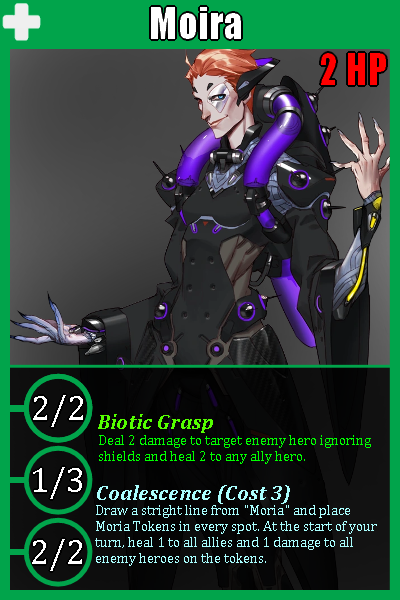 Moira
2 HP
2/2
Biotic Grasp
Deal 2 damage to target enemy hero ignoring
shields and heal 2 to any ally hero.
1/3
Coalescence (Cost 3)
Draw a stright line from "Moria" and place
Moria Tokens in every spot. At the start of your
turn, heal 1 to all allies and 1 damage to all
enemy heroes on the tokens.
2/2